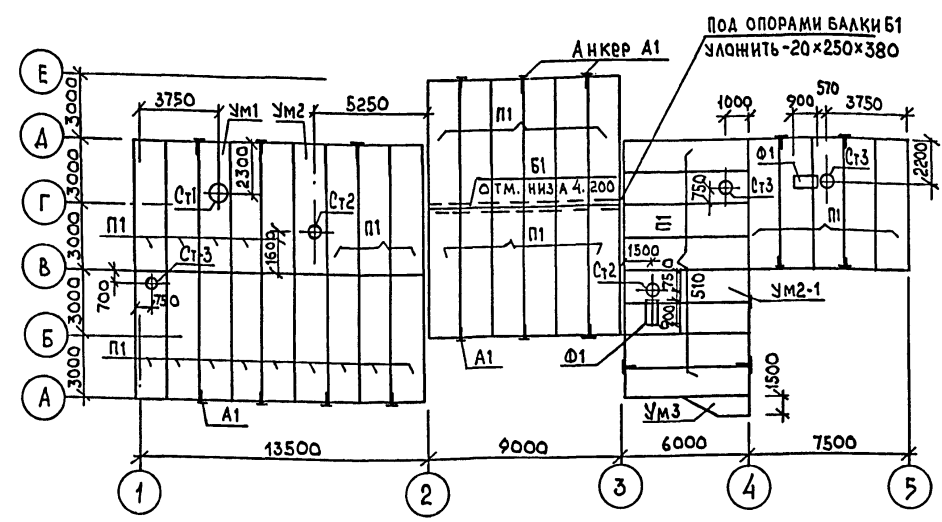 ПОД ОПОРАМИ БАЛКИ Б1
УЛОЖИТЬ -20×250×380
Анкер А1
Е
3000
3750
Ум1
Ум2
5250
П1
1000
570
900
3750
Д
3000
2300
Ф1
Ст3
Ст3
2200
Б1
ОТМ. НИЗА 4.200
750
Г
Ст1
Ст2
П1
П1
П1
П1
П1
3000
1600
1500
В
Ст-3
Ст2
750
510
Ум2-1
700
750
900
3000
Б
П1
А1
Ф1
3000
1500
А
А1
Ум3
13500
9000
6000
7500
1
2
3
4
5